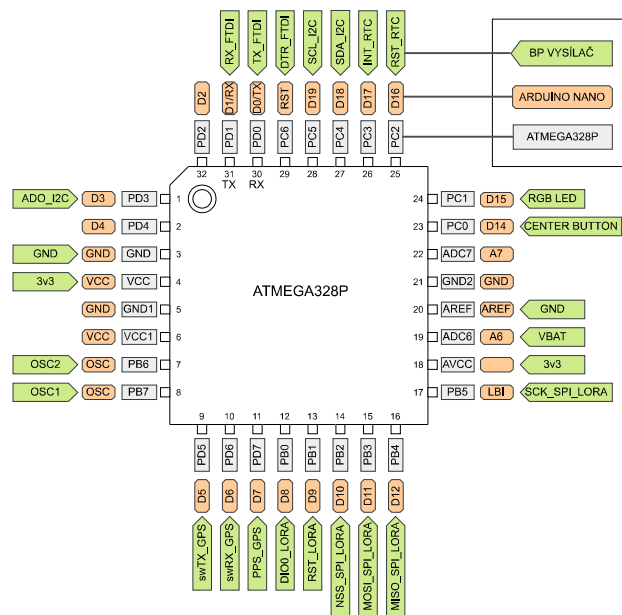 RX_FTDI
TX_FTDI
DTR_FTDI
SCL_I2C
SDA_I2C
INT_RTC
RST_RTC
BP VYSÍLAČ
D2
D1/RX
D0/TX
RST
D19
D18
D17
D16
ARDUINO NANO
PD2
PD1
PD0
PC6
PC5
PC4
PC3
PC2
ATMEGA328P
32
31
30
29
28
27
26
25
TX
RX
ADO_I2C D3 PD3 1
24 PC1 D15 RGB LED
D4 PD4 2
23 PC0 D14 CENTER BUTTON
GND GND GND 3
22 ADC7 A7
3v3 VCC VCC 4
21 GND2 GND
ATMEGA328P
GND GND1 5
20 AREF AREF GND
VCC VCC1 6
19 ADC6 A6 VBAT
OSC2 OSC PB6 7
18 AVCC 3v3
OSC1 OSC PB7 8
17 PB5 LBI SCK_SPI_LORA
9
10
11
12
13
14
15
16
PD5
PD6
PD7
PB0
PB1
PB2
PB3
PB4
D5
D6
D7
D8
D9
D10
D11
D12
swTX_GPS
swRX_GPS
PPS_GPS
DIO0_LORA
RST_LORA
NSS_SPI_LORA
MOSI_SPI_LORA
MISO_SPI_LORA